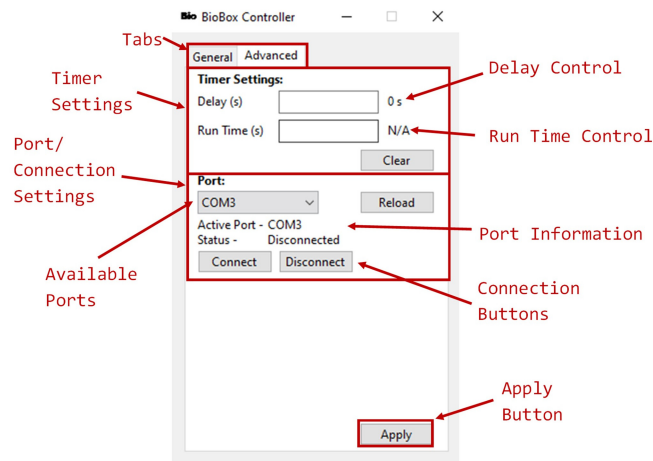 Bio BioBox Controller
Tabs
General Advanced
Timer Settings:
Delay (s) 0 s
Run Time (s) N/A
Clear
Port:
COM3 Reload
Active Port - COM3
Status - Disconnected
Connect Disconnect
Apply
Timer
Settings
Port/
Connection
Settings
Available
Ports
Delay Control
Run Time Control
Port Information
Connection
Buttons
Apply
Button